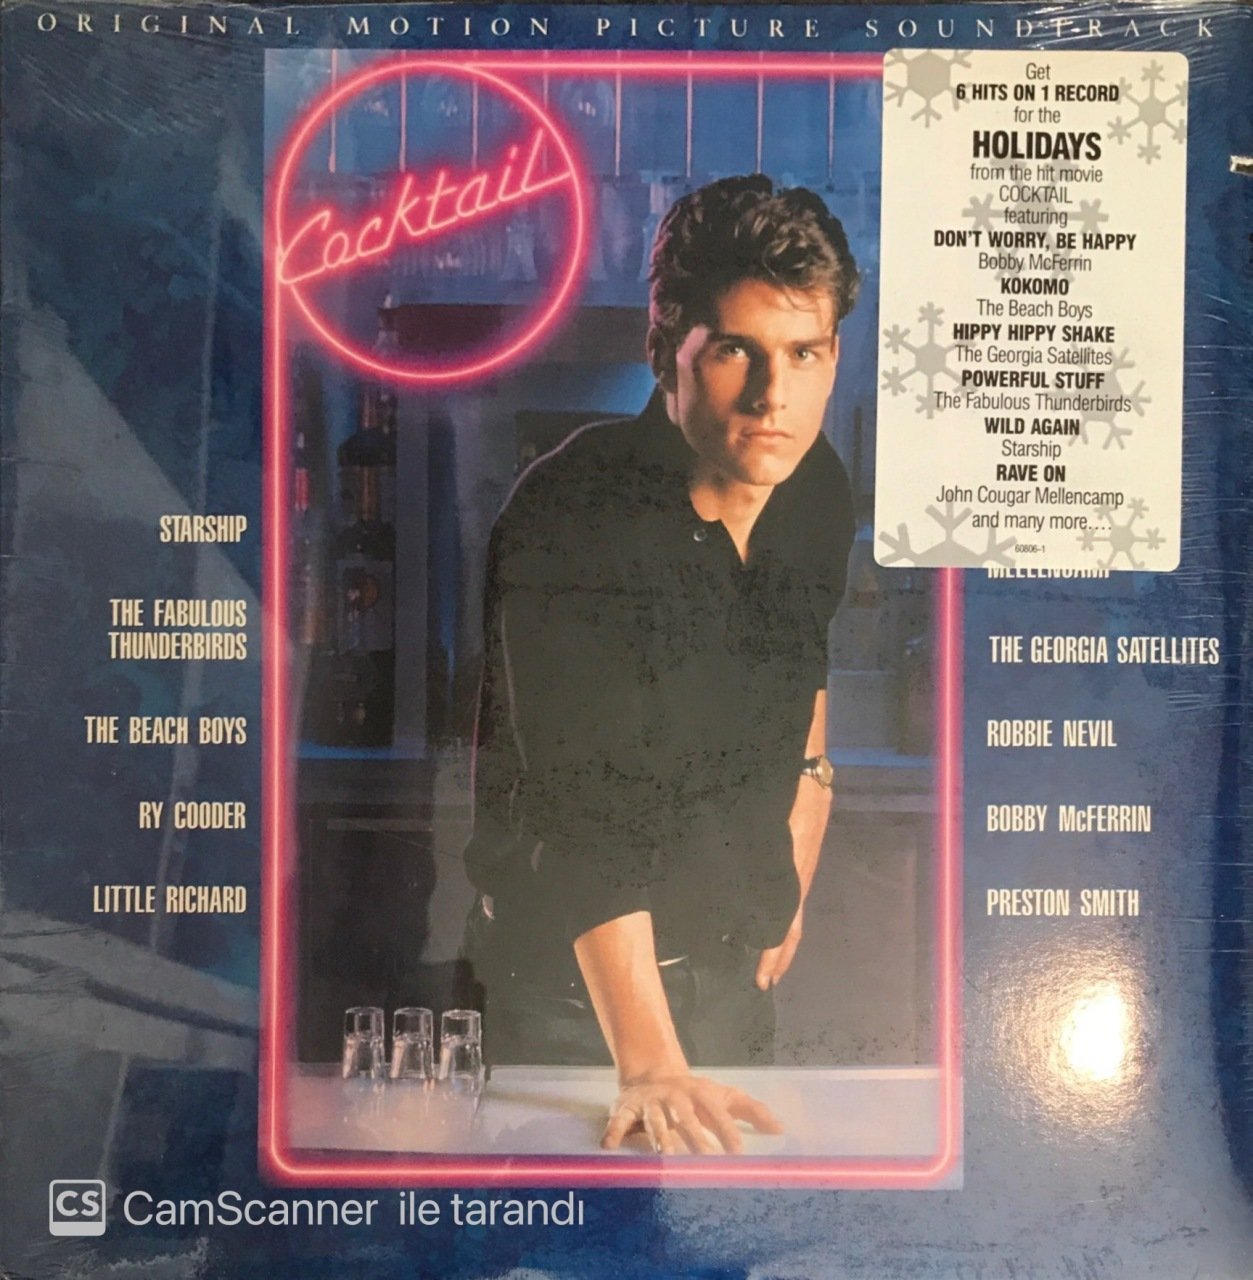 ORIGINAL MOTION PICTURE SOUNDTRACK
Cocktail
Get
6 HITS ON 1 RECORD
for the
HOLIDAYS
from the hit movie
COCKTAIL
featuring
DON'T WORRY, BE HAPPY
Bobby McFerrin
KOKOMO
The Beach Boys
HIPPY HIPPY SHAKE
The Georgia Satellites
POWERFUL STUFF
The Fabulous Thunderbirds
WILD AGAIN
Starship
RAVE ON
John Cougar Mellencamp
and many more....
60806-1
STARSHIP
THE FABULOUS
THUNDERBIRDS
THE BEACH BOYS
RY COODER
LITTLE RICHARD
MELLENCAMP
THE GEORGIA SATELLITES
ROBBIE NEVIL
BOBBY McFERRIN
PRESTON SMITH
CS CamScanner ile tarandı